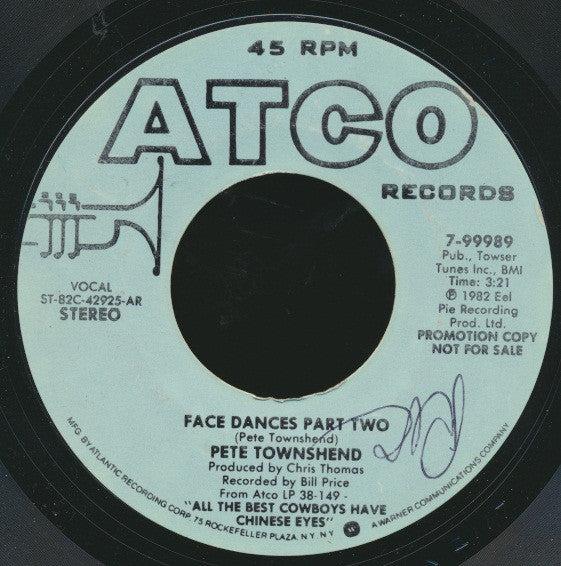 45 RPM
ATCO
RECORDS
7-99989
Pub., Towser
Tunes Inc., BMI
Time: 3:21
℗ 1982 Eel
Pie Recording
Prod. Ltd.
PROMOTION COPY
NOT FOR SALE
VOCAL
ST-82C-42925-AR
STEREO
FACE DANCES PART TWO
(Pete Townshend)
PETE TOWNSHEND
Produced by Chris Thomas
Recorded by Bill Price
From Atco LP 38-149 -
"ALL THE BEST COWBOYS HAVE
CHINESE EYES"
MFG. BY ATLANTIC RECORDING CORP. 75 ROCKEFELLER PLAZA, N.Y. N.Y. A WARNER COMMUNICATIONS COMPANY